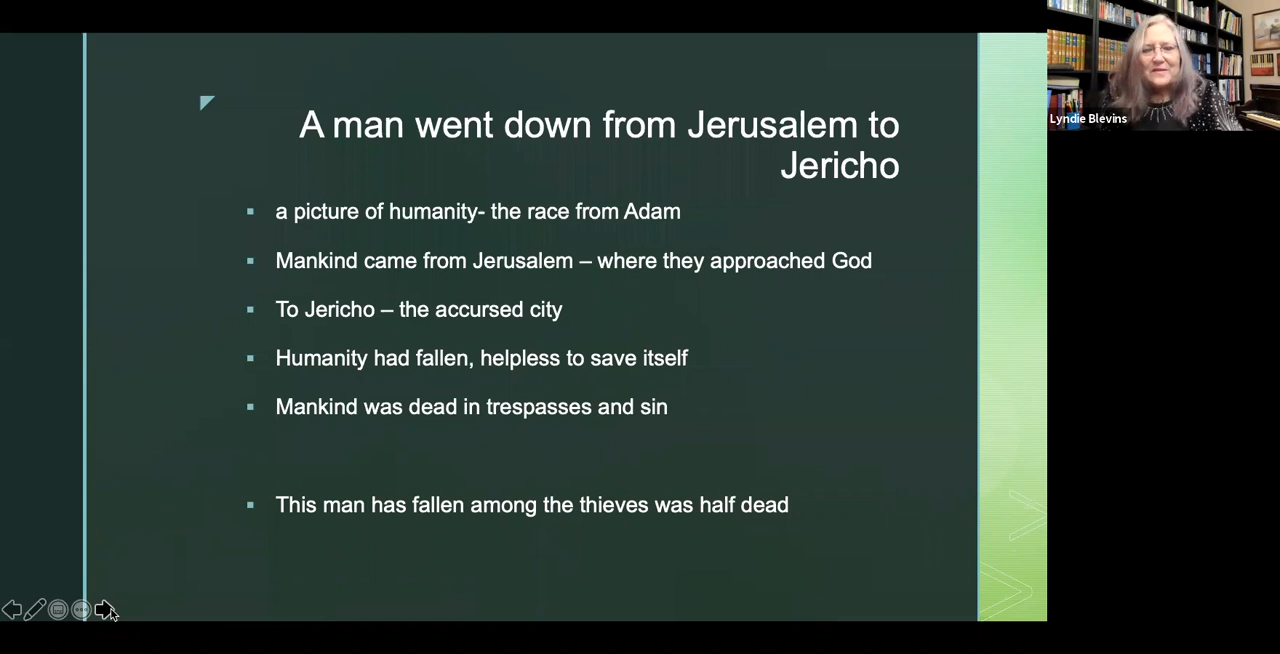 A man went down from Jerusalem to
Jericho
a picture of humanity- the race from Adam
Mankind came from Jerusalem – where they approached God
To Jericho – the accursed city
Humanity had fallen, helpless to save itself
Mankind was dead in trespasses and sin
This man has fallen among the thieves was half dead
Lyndie Blevins